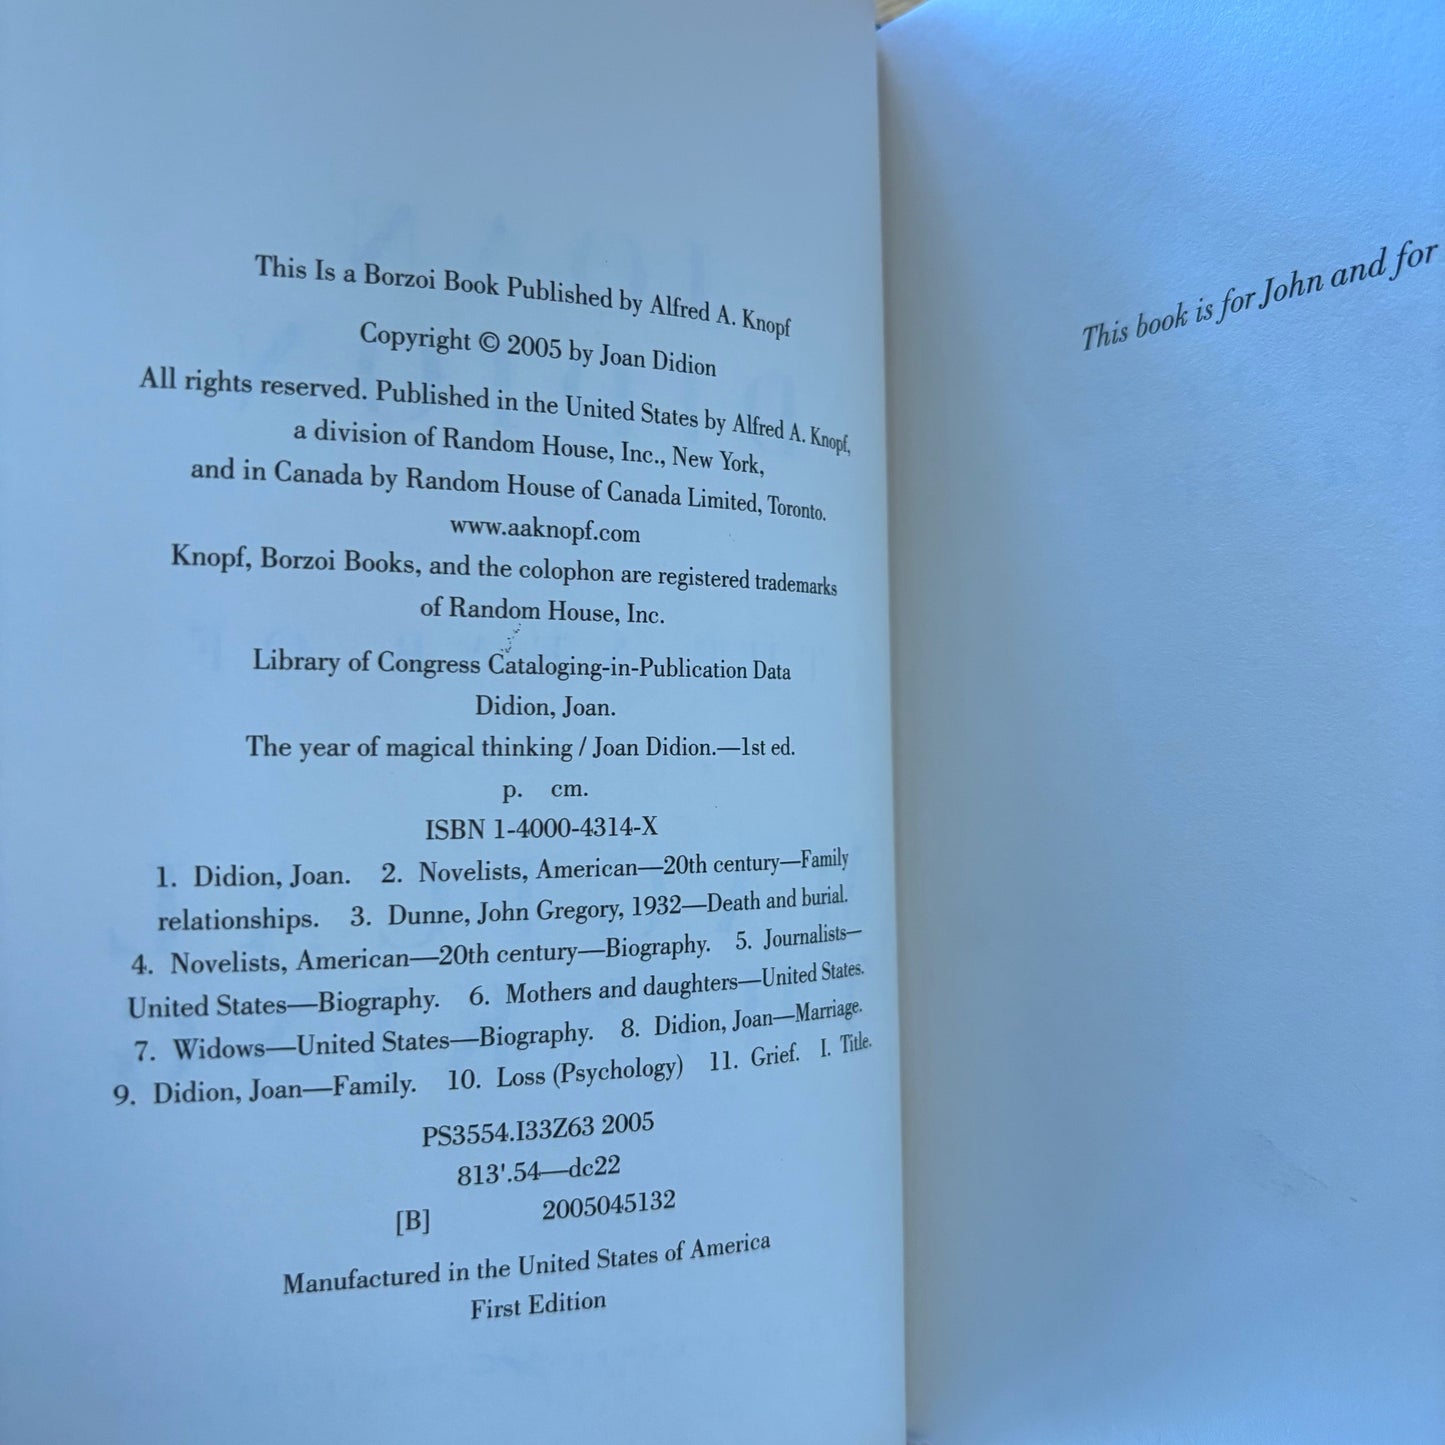 This Is a Borzoi Book Published by Alfred A. Knopf
Copyright © 2005 by Joan Didion
All rights reserved. Published in the United States by Alfred A. Knopf,
a division of Random House, Inc., New York,
and in Canada by Random House of Canada Limited, Toronto.
www.aaknopf.com
Knopf, Borzoi Books, and the colophon are registered trademarks
of Random House, Inc.
Library of Congress Cataloging-in-Publication Data
Didion, Joan.
The year of magical thinking / Joan Didion.—1st ed.
p. cm.
ISBN 1-4000-4314-X
1. Didion, Joan. 2. Novelists, American—20th century—Family
relationships. 3. Dunne, John Gregory, 1932—Death and burial.
4. Novelists, American—20th century—Biography. 5. Journalists—
United States—Biography. 6. Mothers and daughters—United States.
7. Widows—United States—Biography. 8. Didion, Joan—Marriage.
9. Didion, Joan—Family. 10. Loss (Psychology) 11. Grief. I. Title.
PS3554.I33Z63 2005
813'.54—dc22
[B] 2005045132
Manufactured in the United States of America
First Edition
This book is for John and for